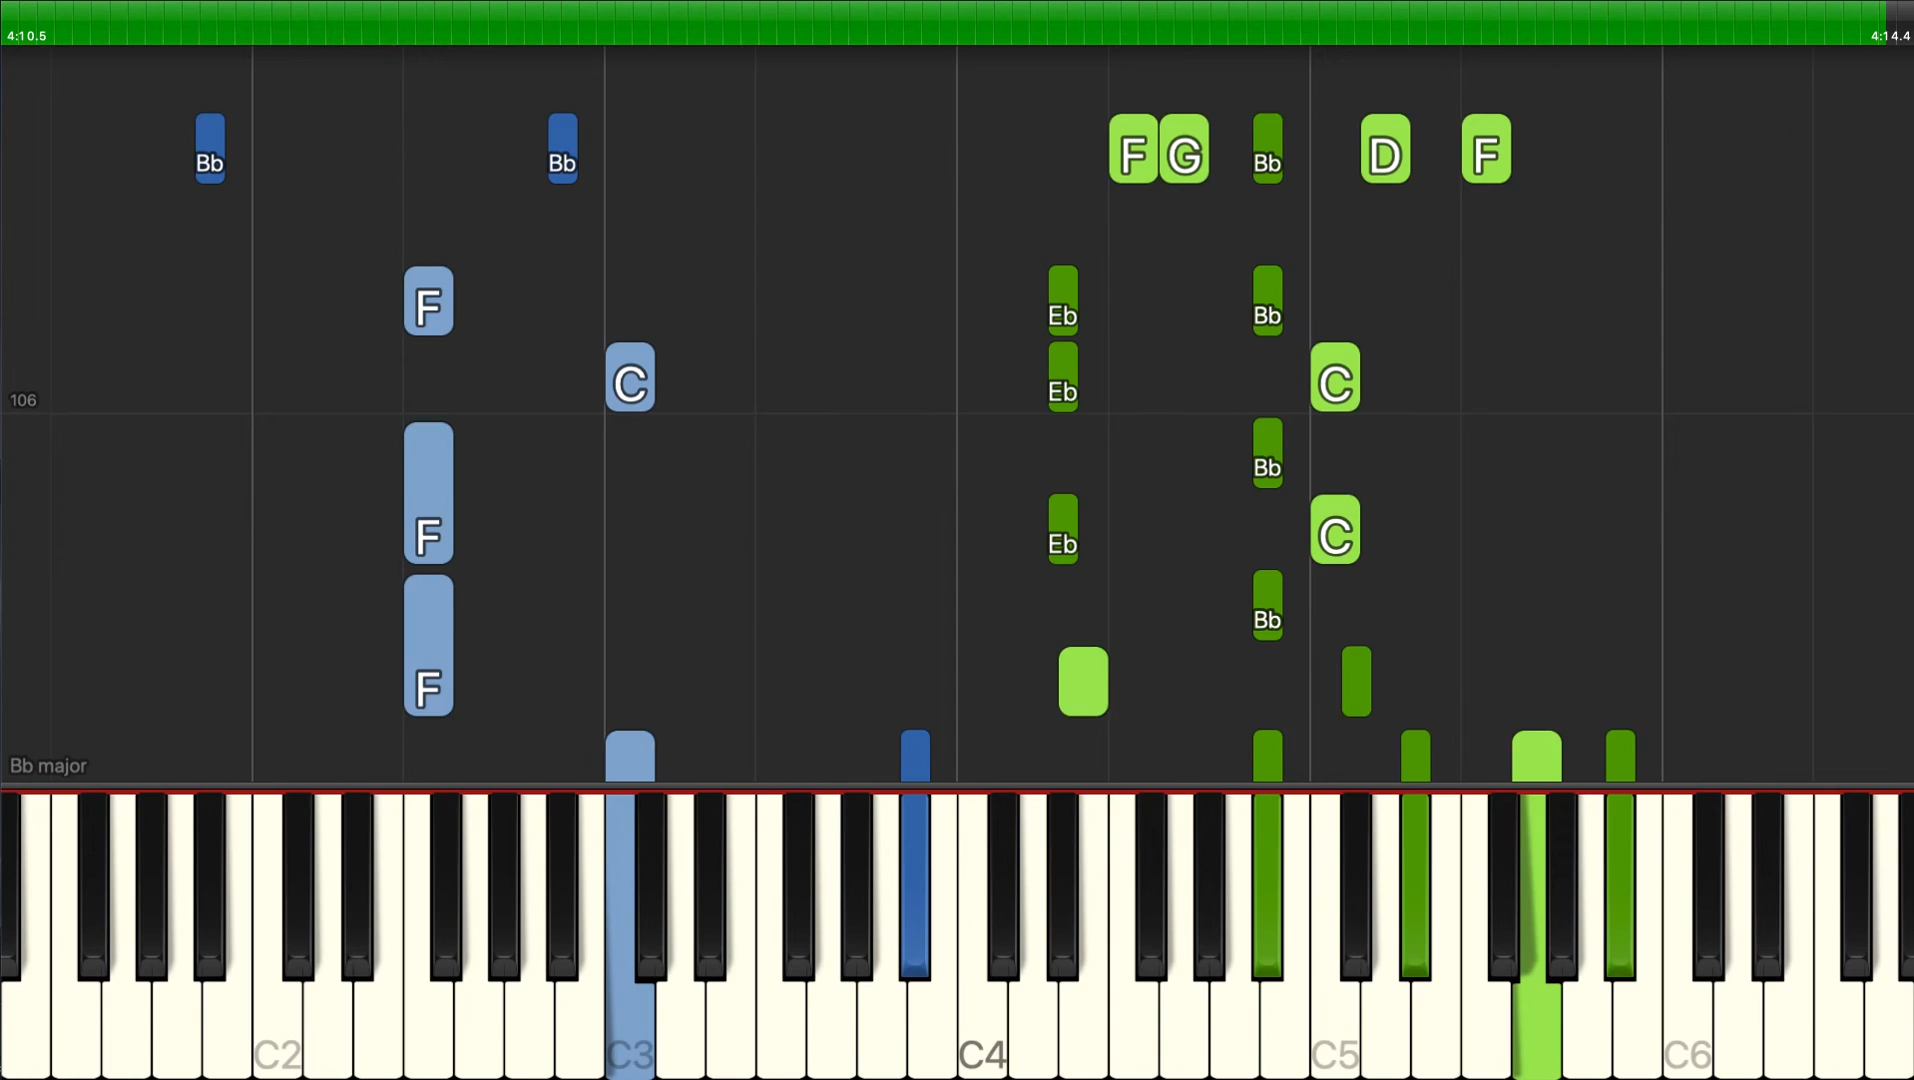 4:10.5 4:14.4
Bb Bb F G Bb D F
F Eb Bb
C Eb C
106
Bb
F Eb C
Bb
F
Bb major
C2 C3 C4 C5 C6